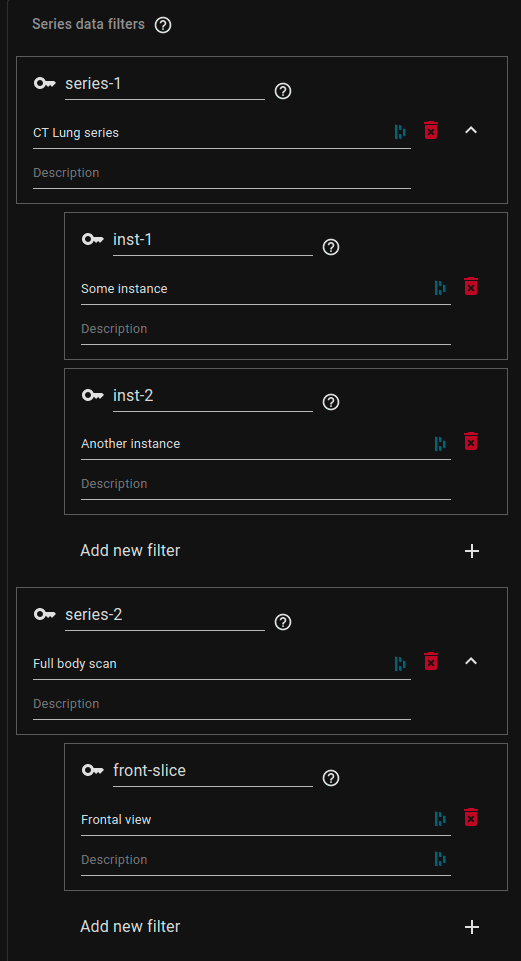 Series data filters
series-1
CT Lung series
Description
inst-1
Some instance
Description
inst-2
Another instance
Description
Add new filter
series-2
Full body scan
Description
front-slice
Frontal view
Description
Add new filter